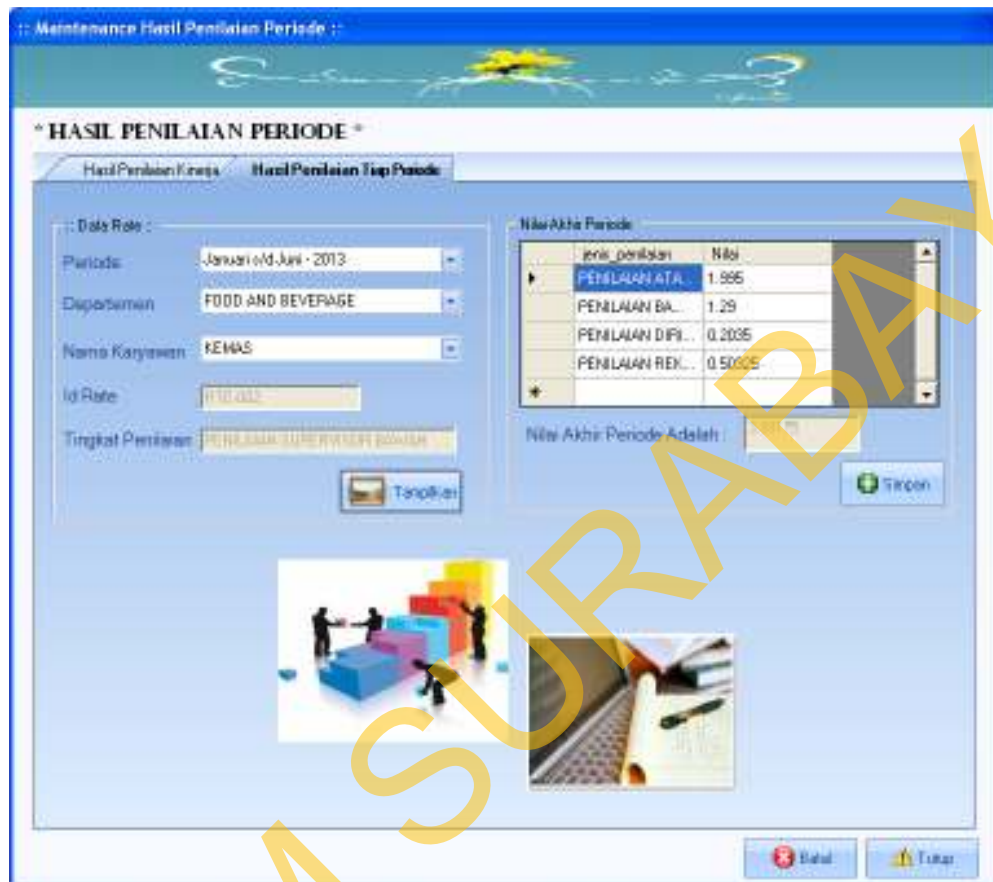 :: Maintenance Hasil Penilaian Periode ::
* HASIL PENILAIAN PERIODE *
Hasil Penilaian Kinerja
Hasil Penilaian Tiap Periode
:: Data Rate :
Periode
Januari s/d Juni - 2013
Departemen
FOOD AND BEVERAGE
Nama Karyawan
KEMAS
Id Rate
Tingkat Penilaian
Tampilkan
Nilai Akhir Periode
jenis_penilaian Nilai
PENILAIAN ATA... 1.995
PENILAIAN BA... 1.29
PENILAIAN DIRI... 0.2035
PENILAIAN REK... 0.50325
Nilai Akhir Periode Adalah :
Simpan
Batal
Tutup
M SURABAY